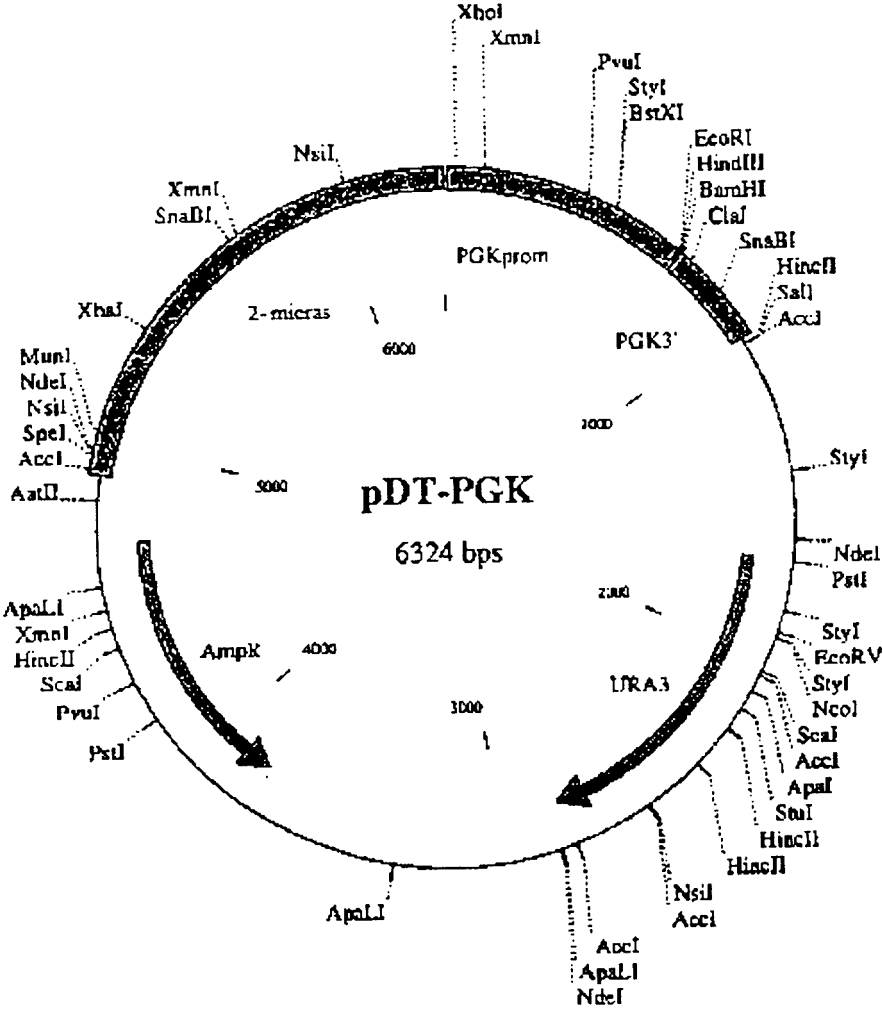 XhoI
XmnI
PvuI
StyI
BstXI
EcoRI
HindIII
BamHI
ClaI
SnaBI
HincII
SalI
AccI
StyI
NdeI
PstI
StyI
EcoRV
StyI
NcoI
ScaI
AccI
ApaI
StuI
HincII
HincII
NsiI
AccI
AccI
ApaLI
NdeI
ApaLI
PstI
PvuI
ScaI
HincII
XmnI
ApaLI
AatII
AccI
SpeI
NsiI
NdeI
MunI
XbaI
SnaBI
XmnI
NsiI
PGKprom
2-micras
PGK3'
6000
1000
5000
pDT-PGK
6324 bps
2000
AmpR
4000
URA3
3000